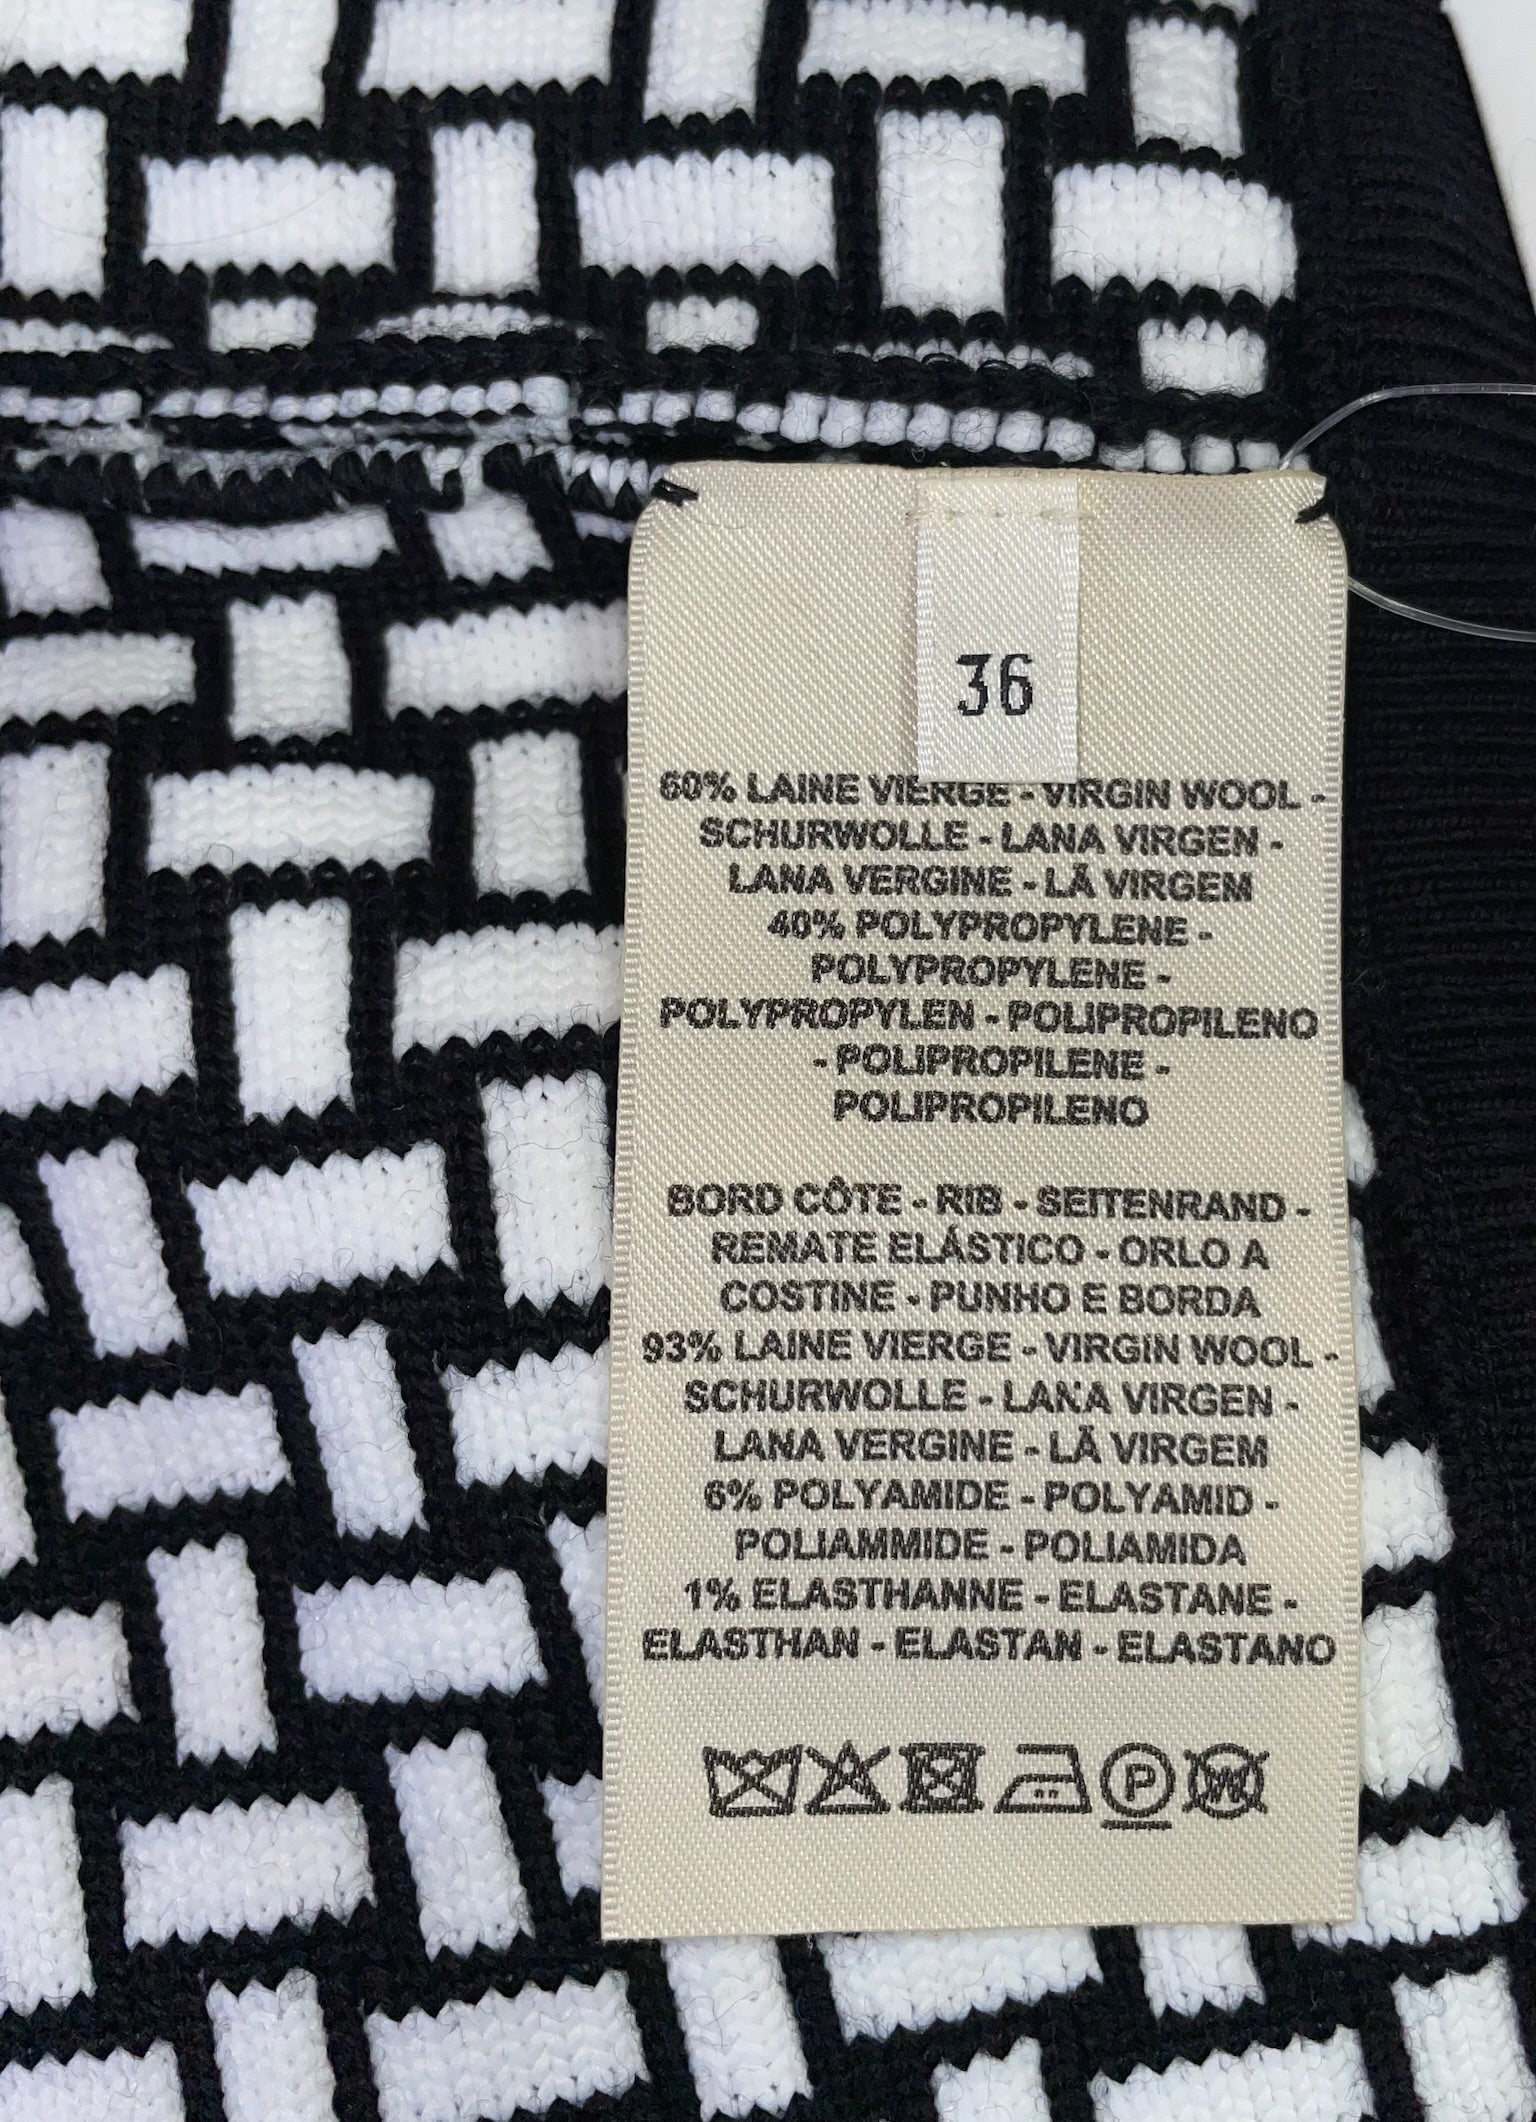 36
60% LAINE VIERGE - VIRGIN WOOL -
SCHURWOLLE - LANA VIRGEN -
LANA VERGINE - LÃ VIRGEM
40% POLYPROPYLENE -
POLYPROPYLENE -
POLYPROPYLEN - POLIPROPILENO
- POLIPROPILENE -
POLIPROPILENO
BORD CÔTE - RIB - SEITENRAND -
REMATE ELÁSTICO - ORLO A
COSTINE - PUNHO E BORDA
93% LAINE VIERGE - VIRGIN WOOL -
SCHURWOLLE - LANA VIRGEN -
LANA VERGINE - LÃ VIRGEM
6% POLYAMIDE - POLYAMID -
POLIAMMIDE - POLIAMIDA
1% ELASTHANNE - ELASTANE -
ELASTHAN - ELASTAN - ELASTANO
P W